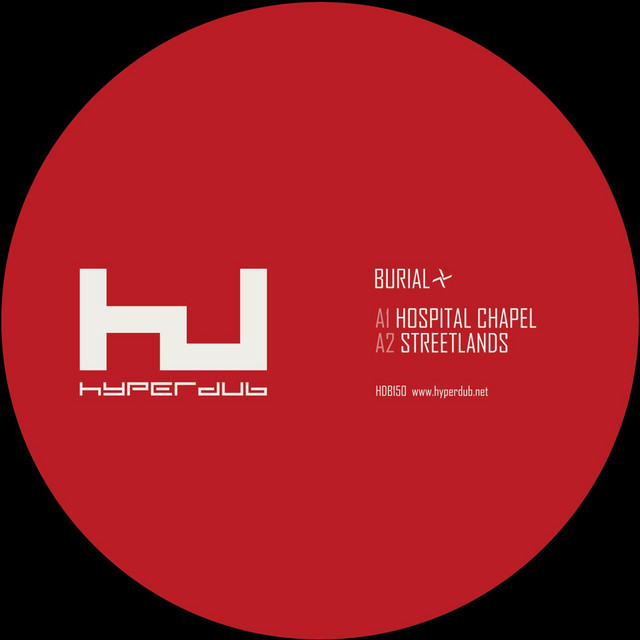 hyperdub
BURIAL
A1 HOSPITAL CHAPEL
A2 STREETLANDS
HDB150 www.hyperdub.net